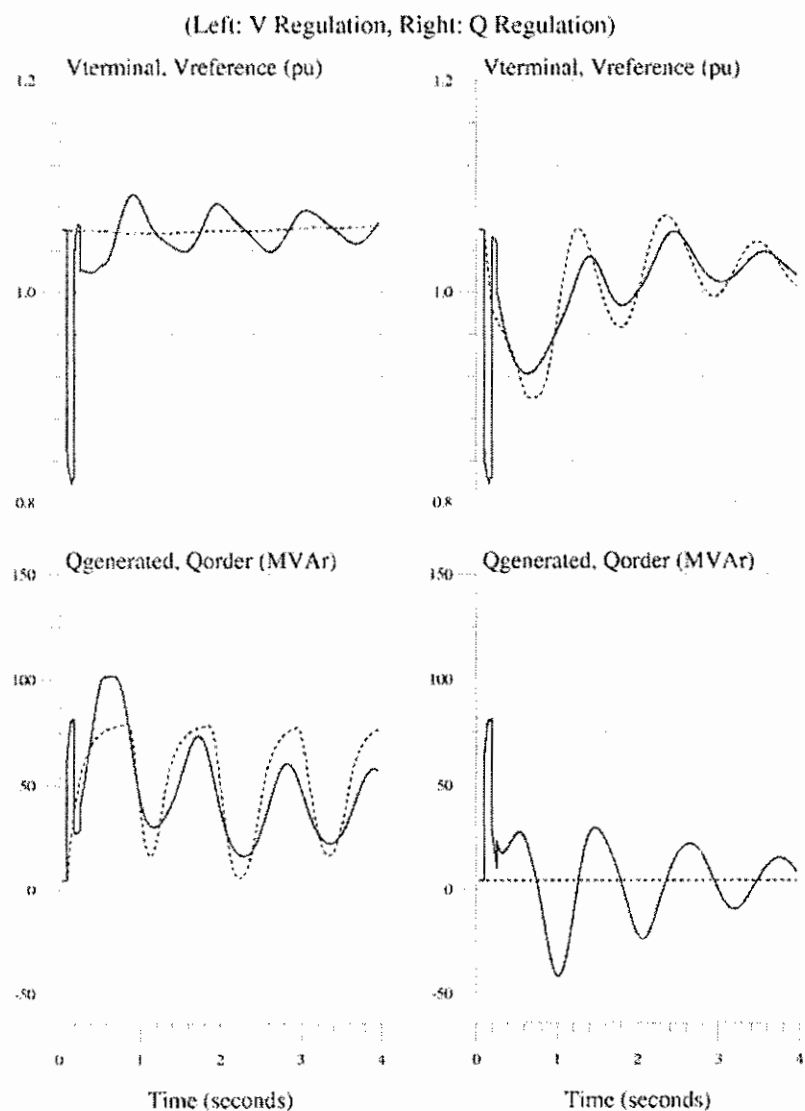 (Left: V Regulation, Right: Q Regulation)
Vterminal, Vreference (pu)
1.2
1.0
0.8
Vterminal, Vreference (pu)
1.2
1.0
0.8
Qgenerated, Qorder (MVAr)
150
100
50
0
-50
0 1 2 3 4
Time (seconds)
Qgenerated, Qorder (MVAr)
150
100
50
0
-50
0 1 2 3 4
Time (seconds)